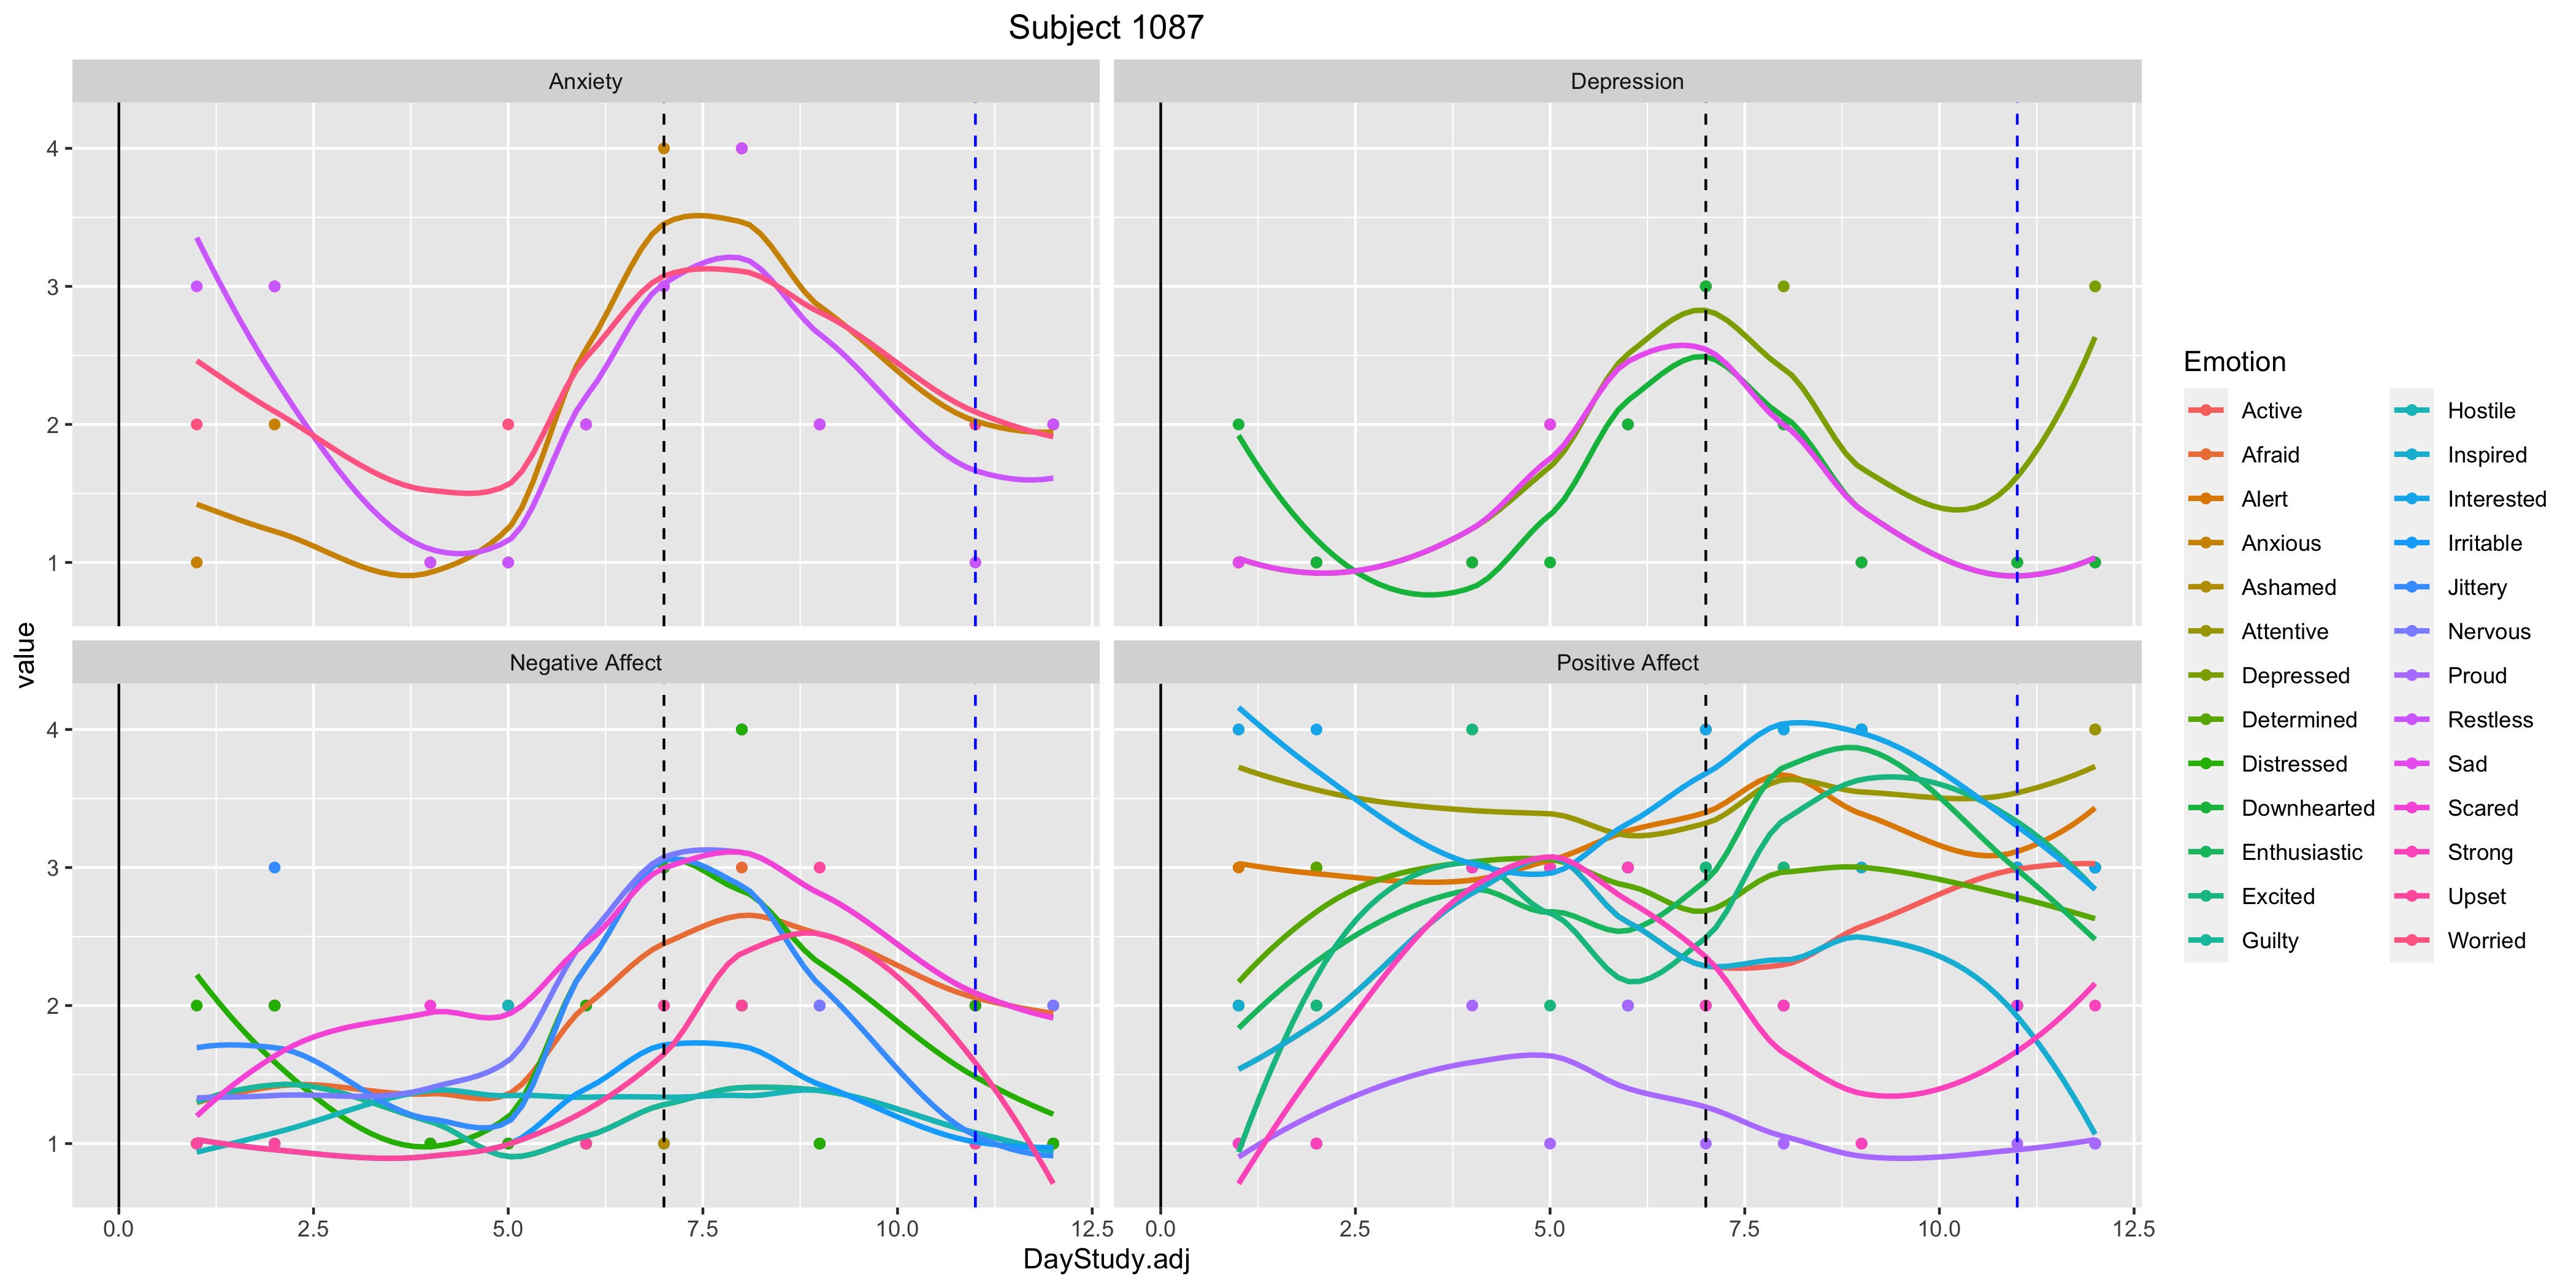 Subject 1087
Anxiety
Depression
4
3
2
1
value
Negative Affect
Positive Affect
4
3
2
1
0.0 2.5 5.0 7.5 10.0 12.5
0.0 2.5 5.0 7.5 10.0 12.5
DayStudy.adj
Emotion
Active
Afraid
Alert
Anxious
Ashamed
Attentive
Depressed
Determined
Distressed
Downhearted
Enthusiastic
Excited
Guilty
Hostile
Inspired
Interested
Irritable
Jittery
Nervous
Proud
Restless
Sad
Scared
Strong
Upset
Worried